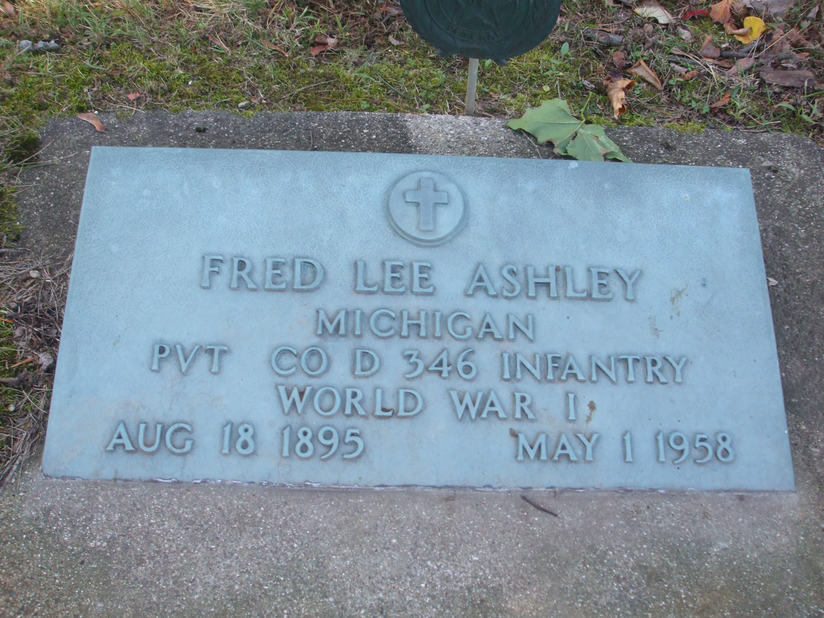 FRED LEE ASHLEY
MICHIGAN
PVT CO D 346 INFANTRY
WORLD WAR I
AUG 18 1895 MAY 1 1958